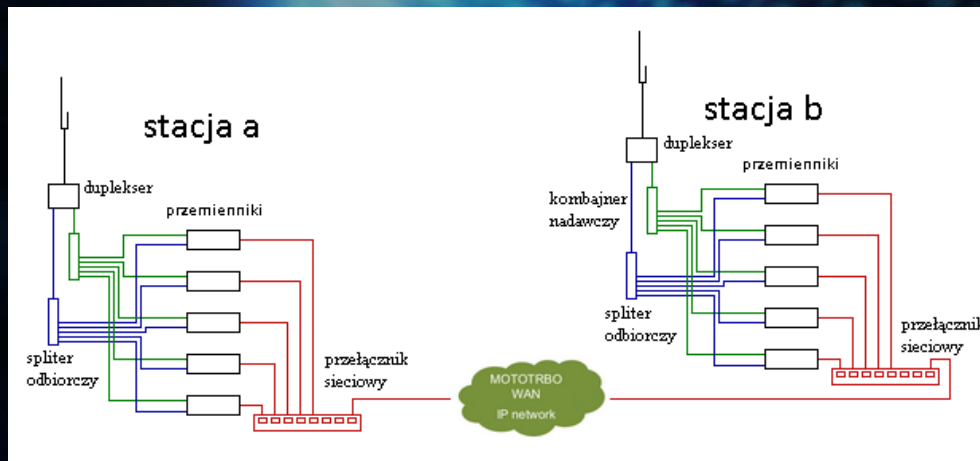 stacja a
duplekser
przemienniki
spliter
odbiorczy
przełącznik
sieciowy
MOTOTRBO
WAN
IP network
stacja b
duplekser
przemienniki
kombajner
nadawczy
spliter
odbiorczy
przełącznik
sieciowy